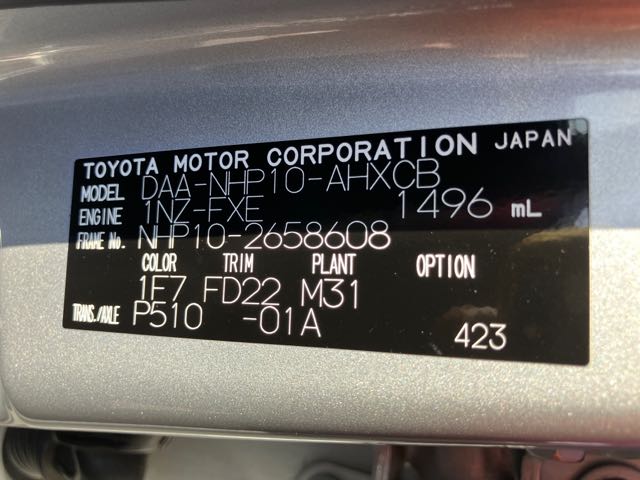 TOYOTA MOTOR CORPORATION JAPAN
MODEL DAA-NHP10-AHXCB
ENGINE 1NZ-FXE 1496 mL
FRAME No. NHP10-2658608
COLOR TRIM PLANT OPTION
1F7 FD22 M31
TRANS./AXLE P510 -01A
423